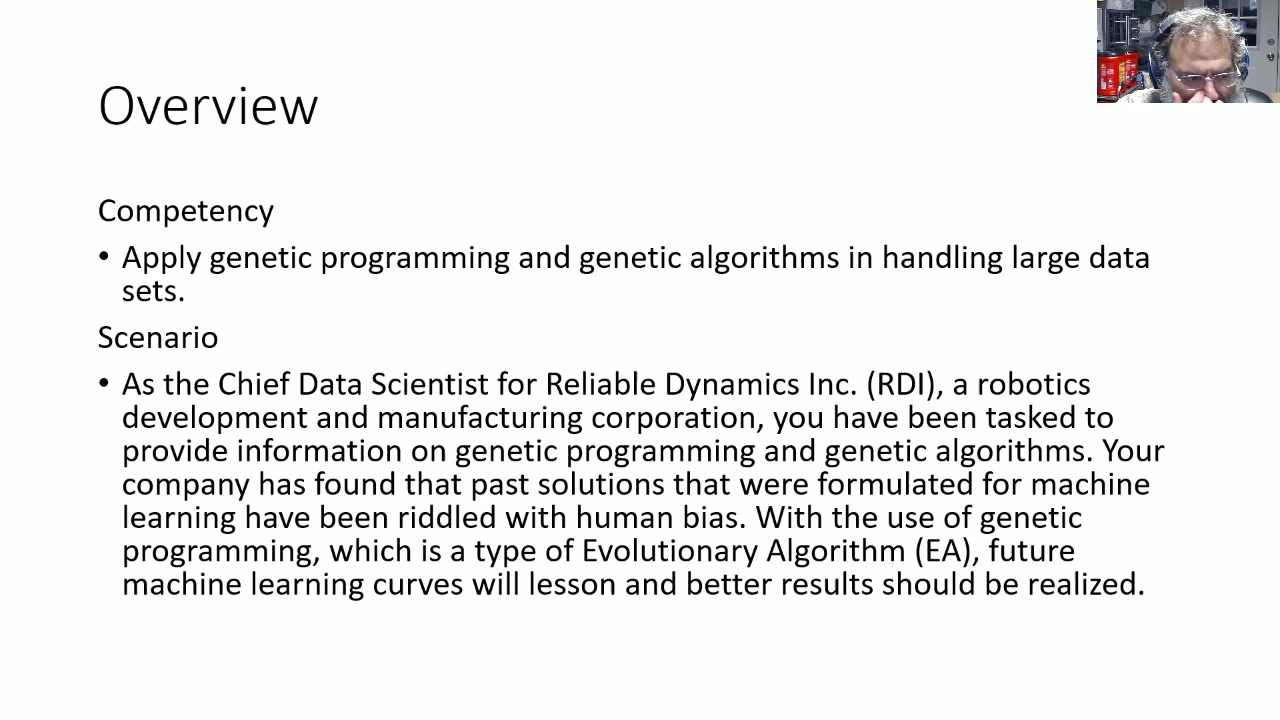 Overview
Competency
• Apply genetic programming and genetic algorithms in handling large data
sets.
Scenario
• As the Chief Data Scientist for Reliable Dynamics Inc. (RDI), a robotics
development and manufacturing corporation, you have been tasked to
provide information on genetic programming and genetic algorithms. Your
company has found that past solutions that were formulated for machine
learning have been riddled with human bias. With the use of genetic
programming, which is a type of Evolutionary Algorithm (EA), future
machine learning curves will lesson and better results should be realized.